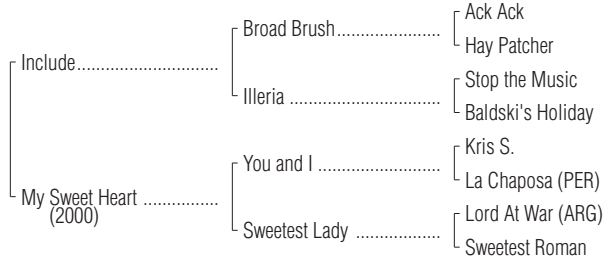 Ack Ack
Broad Brush....................
Hay Patcher
Include...........................
Stop the Music
Illeria .............................
Baldski's Holiday
Kris S.
You and I .......................
La Chaposa (PER)
My Sweet Heart ...............
(2000)
Lord At War (ARG)
Sweetest Lady ................
Sweetest Roman